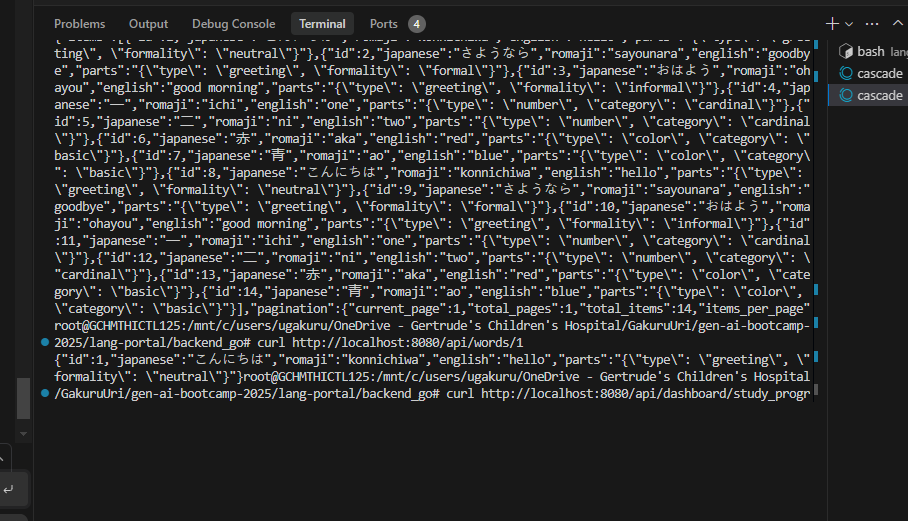 Problems Output Debug Console Terminal Ports 4
ting\", \"formality\": \"neutral\"}"},{"id":2,"japanese":"さようなら","romaji":"sayounara","english":"goodby
e","parts":"{\"type\": \"greeting\", \"formality\": \"formal\"}"},{"id":3,"japanese":"おはよう","romaji":"oh
ayou","english":"good morning","parts":"{\"type\": \"greeting\", \"formality\": \"informal\"}"},{"id":4,"jap
anese":"一","romaji":"ichi","english":"one","parts":"{\"type\": \"number\", \"category\": \"cardinal\"}"},{"
id":5,"japanese":"二","romaji":"ni","english":"two","parts":"{\"type\": \"number\", \"category\": \"cardinal
\"}"},{"id":6,"japanese":"赤","romaji":"aka","english":"red","parts":"{\"type\": \"color\", \"category\": \"
basic\"}"},{"id":7,"japanese":"青","romaji":"ao","english":"blue","parts":"{\"type\": \"color\", \"category\
": \"basic\"}"},{"id":8,"japanese":"こんにちは","romaji":"konnichiwa","english":"hello","parts":"{\"type\":
\"greeting\", \"formality\": \"neutral\"}"},{"id":9,"japanese":"さようなら","romaji":"sayounara","english":"
goodbye","parts":"{\"type\": \"greeting\", \"formality\": \"formal\"}"},{"id":10,"japanese":"おはよう","roma
ji":"ohayou","english":"good morning","parts":"{\"type\": \"greeting\", \"formality\": \"informal\"}"},{"id"
:11,"japanese":"一","romaji":"ichi","english":"one","parts":"{\"type\": \"number\", \"category\": \"cardinal
\"}"},{"id":12,"japanese":"二","romaji":"ni","english":"two","parts":"{\"type\": \"number\", \"category\": \
"cardinal\"}"},{"id":13,"japanese":"赤","romaji":"aka","english":"red","parts":"{\"type\": \"color\", \"cate
gory\": \"basic\"}"},{"id":14,"japanese":"青","romaji":"ao","english":"blue","parts":"{\"type\": \"color\",
\"category\": \"basic\"}"}],"pagination":{"current_page":1,"total_pages":1,"total_items":14,"items_per_page"
root@GCHMTHICTL125:/mnt/c/users/ugakuru/OneDrive - Gertrude's Children's Hospital/GakuruUri/gen-ai-bootcamp-
2025/lang-portal/backend_go# curl http://localhost:8080/api/words/1
{"id":1,"japanese":"こんにちは","romaji":"konnichiwa","english":"hello","parts":"{\"type\": \"greeting\", \"
formality\": \"neutral\"}"}root@GCHMTHICTL125:/mnt/c/users/ugakuru/OneDrive - Gertrude's Children's Hospital
/GakuruUri/gen-ai-bootcamp-2025/lang-portal/backend_go# curl http://localhost:8080/api/dashboard/study_progr
bash lang
cascade
cascade